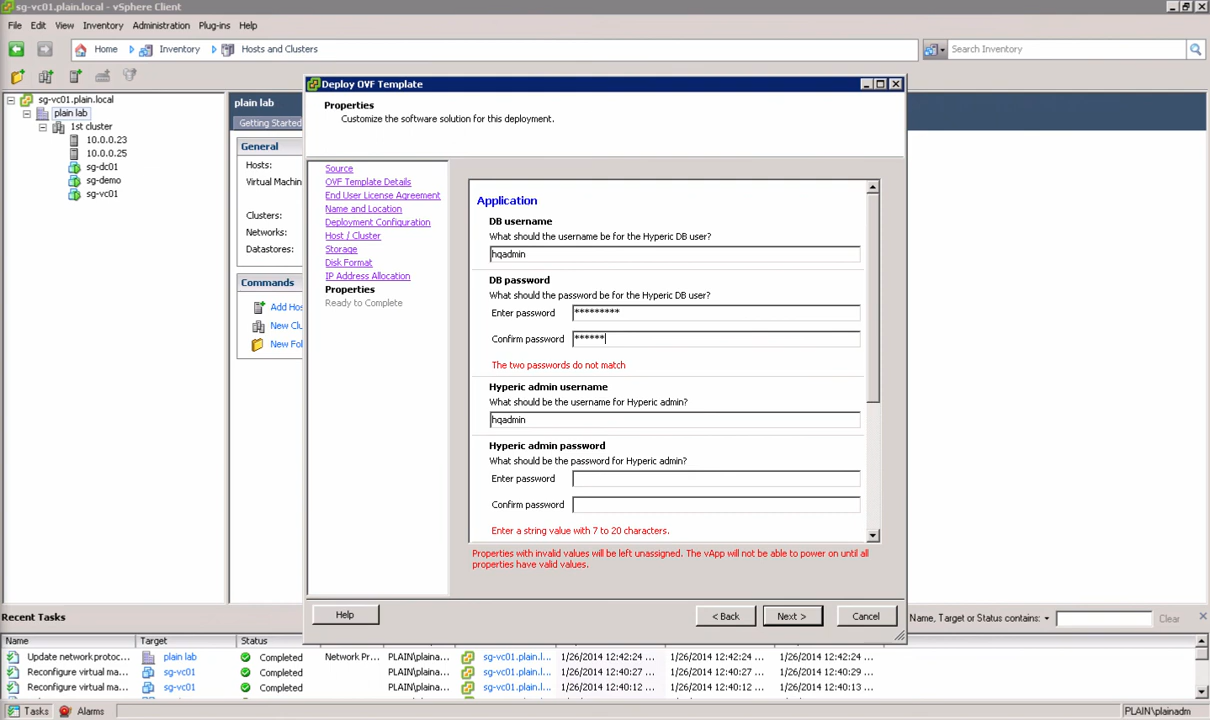 sg-vc01.plain.local - vSphere Client
File Edit View Inventory Administration Plug-ins Help
Home Inventory Hosts and Clusters
Search Inventory
sg-vc01.plain.local
plain lab
1st cluster
10.0.0.23
10.0.0.25
sg-dc01
sg-demo
sg-vc01
plain lab
Getting Started
General
Hosts:
Virtual Machin
Clusters:
Networks:
Datastores:
Commands
Add Hos
New Clu
New Fol
Deploy OVF Template
Properties
Customize the software solution for this deployment.
Source
OVF Template Details
End User License Agreement
Name and Location
Deployment Configuration
Host / Cluster
Storage
Disk Format
IP Address Allocation
Properties
Ready to Complete
Application
DB username
What should the username be for the Hyperic DB user?
hqadmin
DB password
What should the password be for the Hyperic DB user?
Enter password *********
Confirm password ******
The two passwords do not match
Hyperic admin username
What should be the username for Hyperic admin?
hqadmin
Hyperic admin password
What should be the password for Hyperic admin?
Enter password
Confirm password
Enter a string value with 7 to 20 characters.
Properties with invalid values will be left unassigned. The vApp will not be able to power on until all
properties have valid values.
Help < Back Next > Cancel
Recent Tasks
Name, Target or Status contains: Clear
Name Target Status
Update network protoc... plain lab Completed Network Pr... PLAIN\plaina... sg-vc01.plain.l... 1/26/2014 12:42:24 ... 1/26/2014 12:42:24 ... 1/26/2014 12:42:24 ...
Reconfigure virtual ma... sg-vc01 Completed PLAIN\plaina... sg-vc01.plain.l... 1/26/2014 12:40:27 ... 1/26/2014 12:40:27 ... 1/26/2014 12:40:27 ...
Reconfigure virtual ma... sg-vc01 Completed PLAIN\plaina... sg-vc01.plain.l... 1/26/2014 12:40:12 ... 1/26/2014 12:40:12 ... 1/26/2014 12:40:13 ...
Tasks Alarms
PLAIN\plainadm